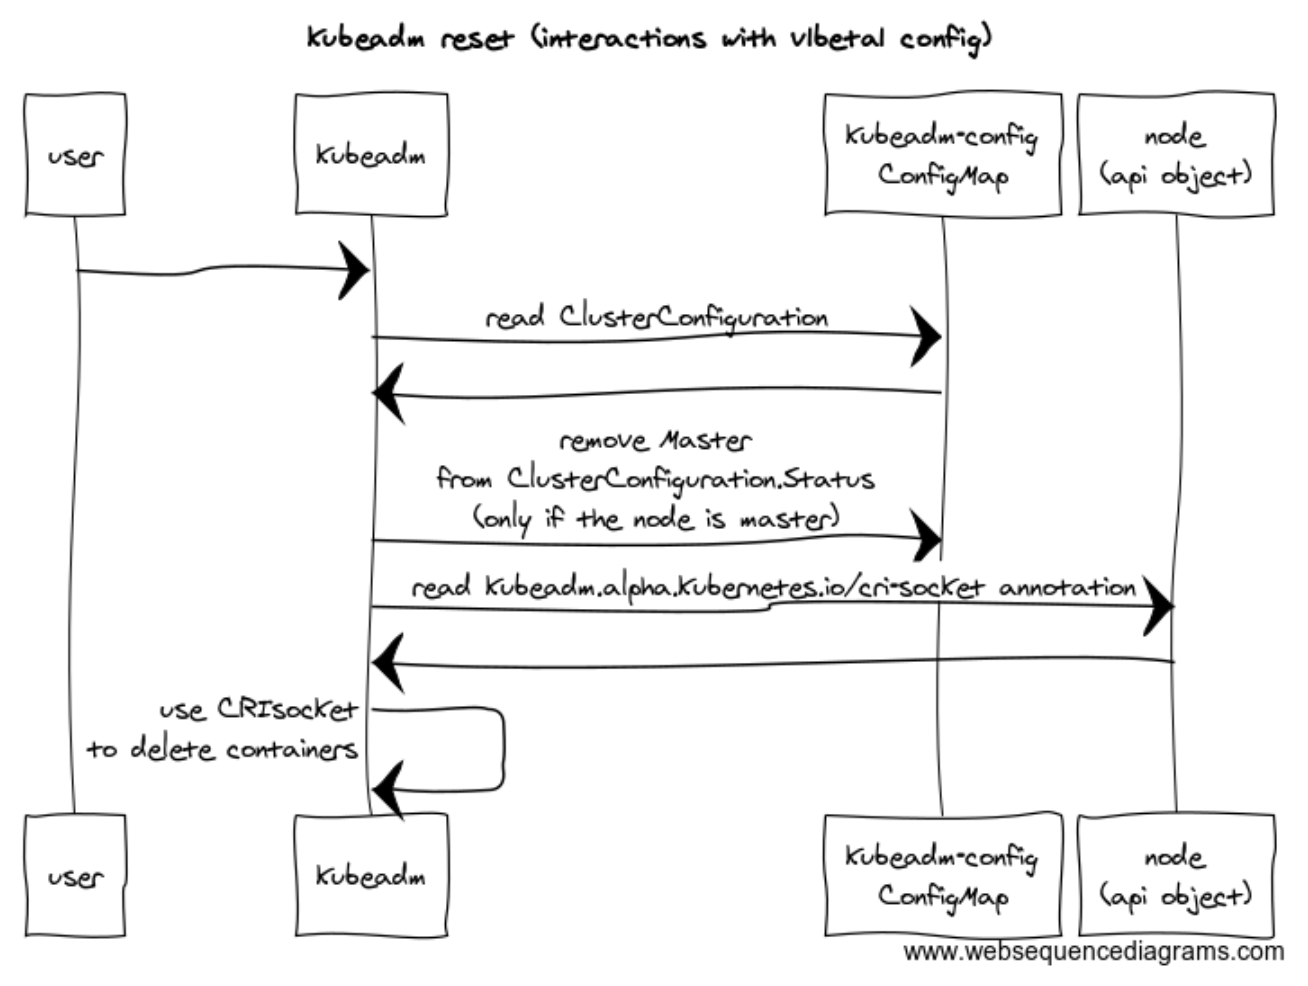 kubeadm reset (interactions with v1beta1 config)
user
kubeadm
kubeadm-config
ConfigMap
node
(api object)
read ClusterConfiguration
remove Master
from ClusterConfiguration.Status
(only if the node is master)
read kubeadm.alpha.kubernetes.io/cri-socket annotation
use CRIsocket
to delete containers
user
kubeadm
kubeadm-config
ConfigMap
node
(api object)
www.websequencediagrams.com